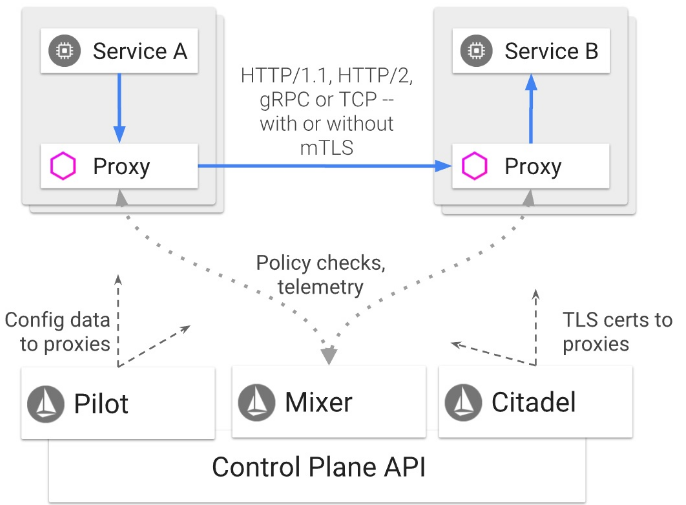 Service A
Service B
HTTP/1.1, HTTP/2,
gRPC or TCP --
with or without
mTLS
Proxy
Proxy
Policy checks,
telemetry
Config data
to proxies
TLS certs to
proxies
Pilot
Mixer
Citadel
Control Plane API